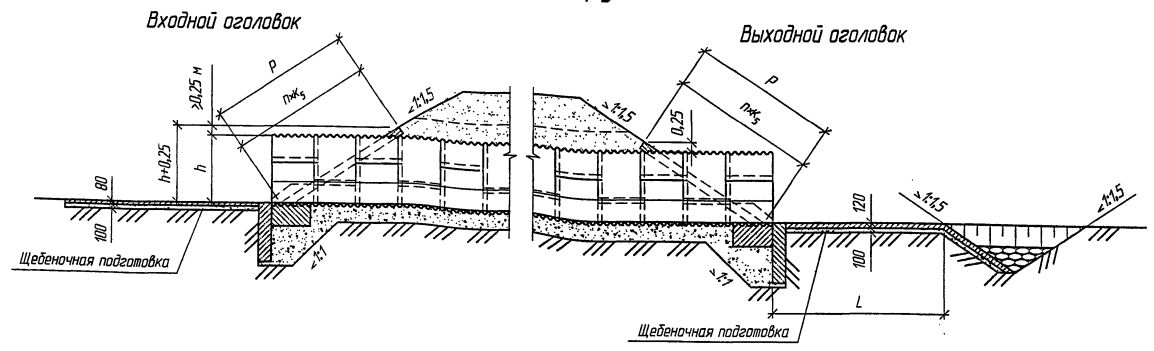 Входной оголовок
Выходной оголовок
P
n×K₅
≥0,25 м
<1:1,5
h+0,25
h
80
100
Щебеночная подготовка
<1:1
>1:1,5
0,25
P
n×K₅
>1:1
120
100
L
>1:1,5
<1:1,5
Щебеночная подготовка